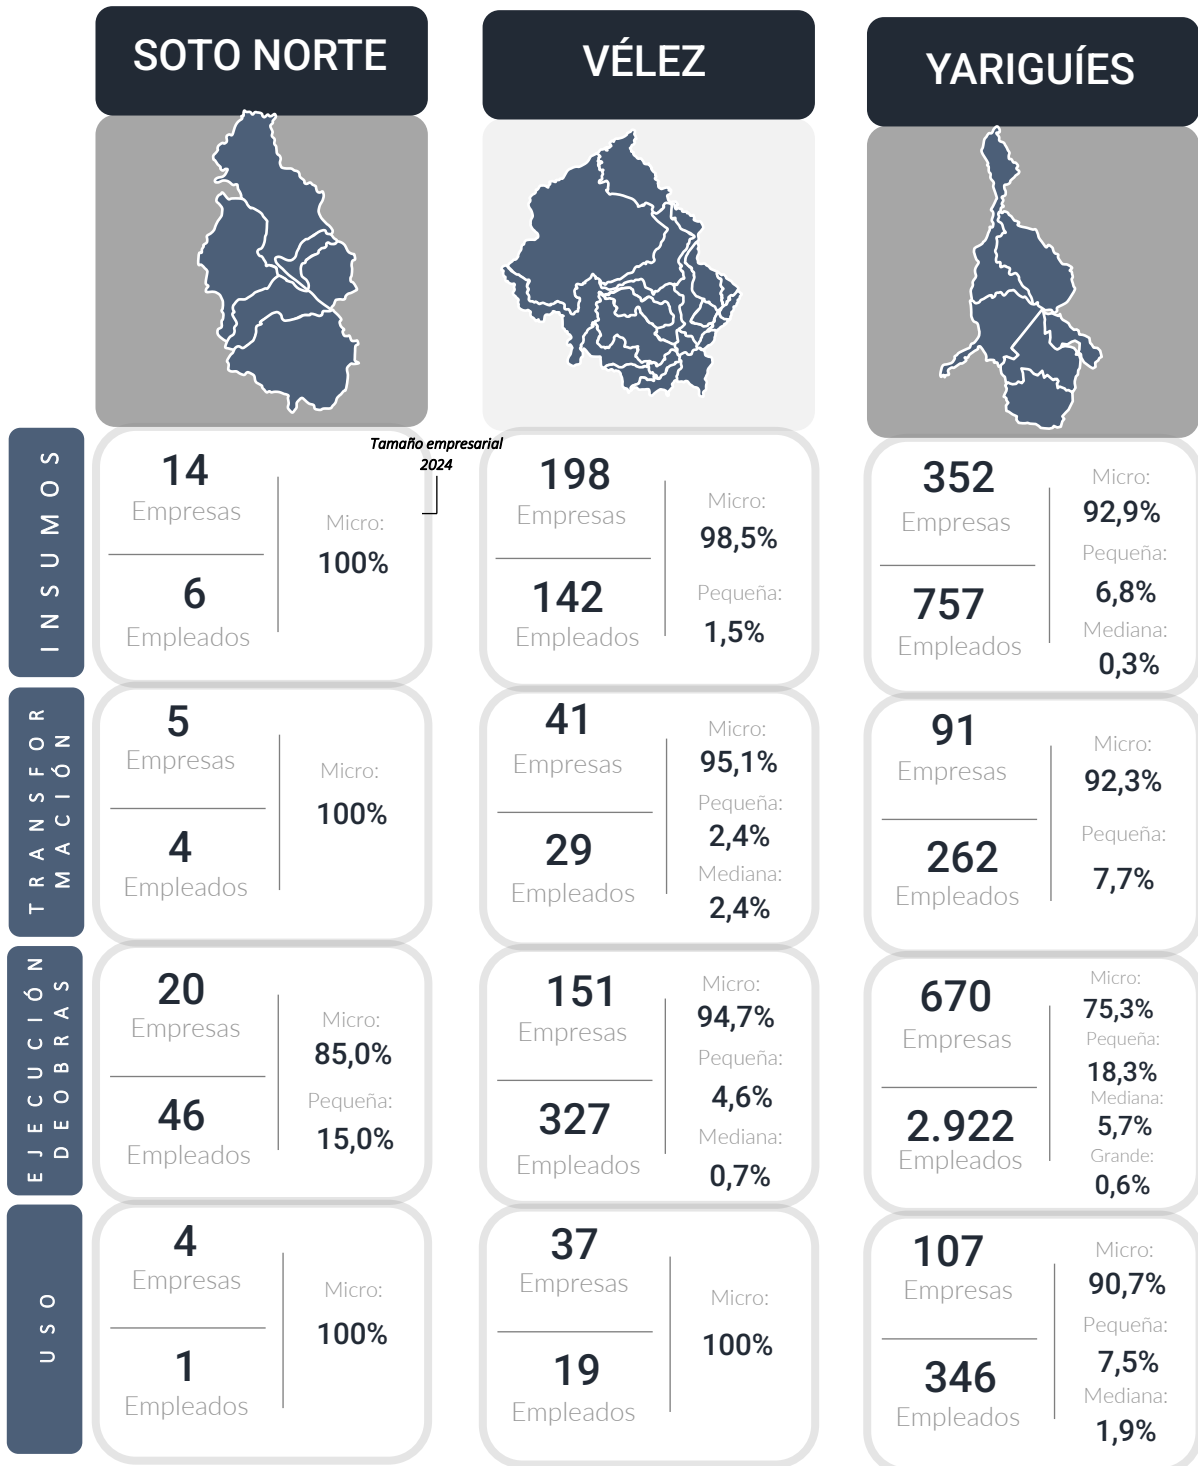 SOTO NORTE
VÉLEZ
YARIGUÍES
Tamaño empresarial
2024
INSUMOS
14
Empresas
6
Empleados
Micro:
100%
198
Empresas
142
Empleados
Micro:
98,5%
Pequeña:
1,5%
352
Empresas
757
Empleados
Micro:
92,9%
Pequeña:
6,8%
Mediana:
0,3%
TRANSFOR
MACIÓN
5
Empresas
4
Empleados
Micro:
100%
41
Empresas
29
Empleados
Micro:
95,1%
Pequeña:
2,4%
Mediana:
2,4%
91
Empresas
262
Empleados
Micro:
92,3%
Pequeña:
7,7%
EJECUCIÓN
DEOBRAS
20
Empresas
46
Empleados
Micro:
85,0%
Pequeña:
15,0%
151
Empresas
327
Empleados
Micro:
94,7%
Pequeña:
4,6%
Mediana:
0,7%
670
Empresas
2.922
Empleados
Micro:
75,3%
Pequeña:
18,3%
Mediana:
5,7%
Grande:
0,6%
USO
4
Empresas
1
Empleados
Micro:
100%
37
Empresas
19
Empleados
Micro:
100%
107
Empresas
346
Empleados
Micro:
90,7%
Pequeña:
7,5%
Mediana:
1,9%